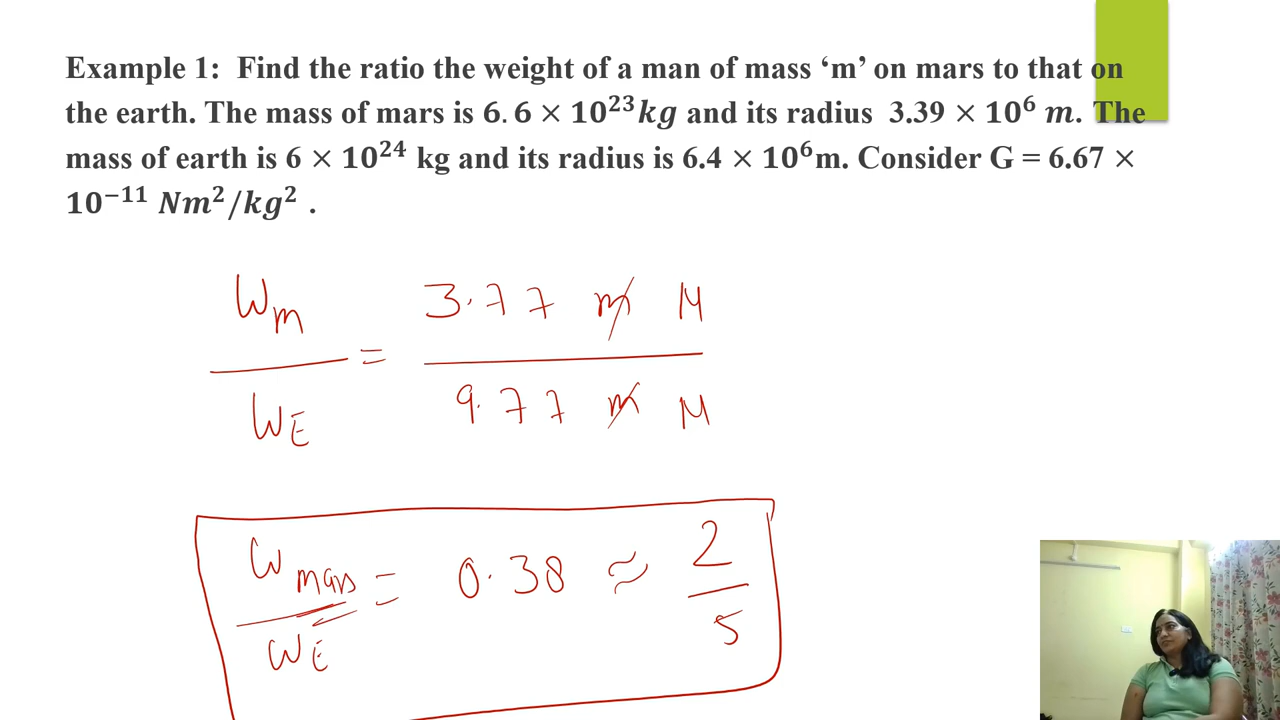 Example 1: Find the ratio the weight of a man of mass ‘m’ on mars to that on
the earth. The mass of mars is 6.6 × 10²³kg and its radius 3.39 × 10⁶ m. The
mass of earth is 6 × 10²⁴ kg and its radius is 6.4 × 10⁶m. Consider G = 6.67 ×
10⁻¹¹ Nm²/kg² .
Wm / WE = 3.77 m N / 9.77 m N
Wmars / WE = 0.38 ≈ 2 / 5